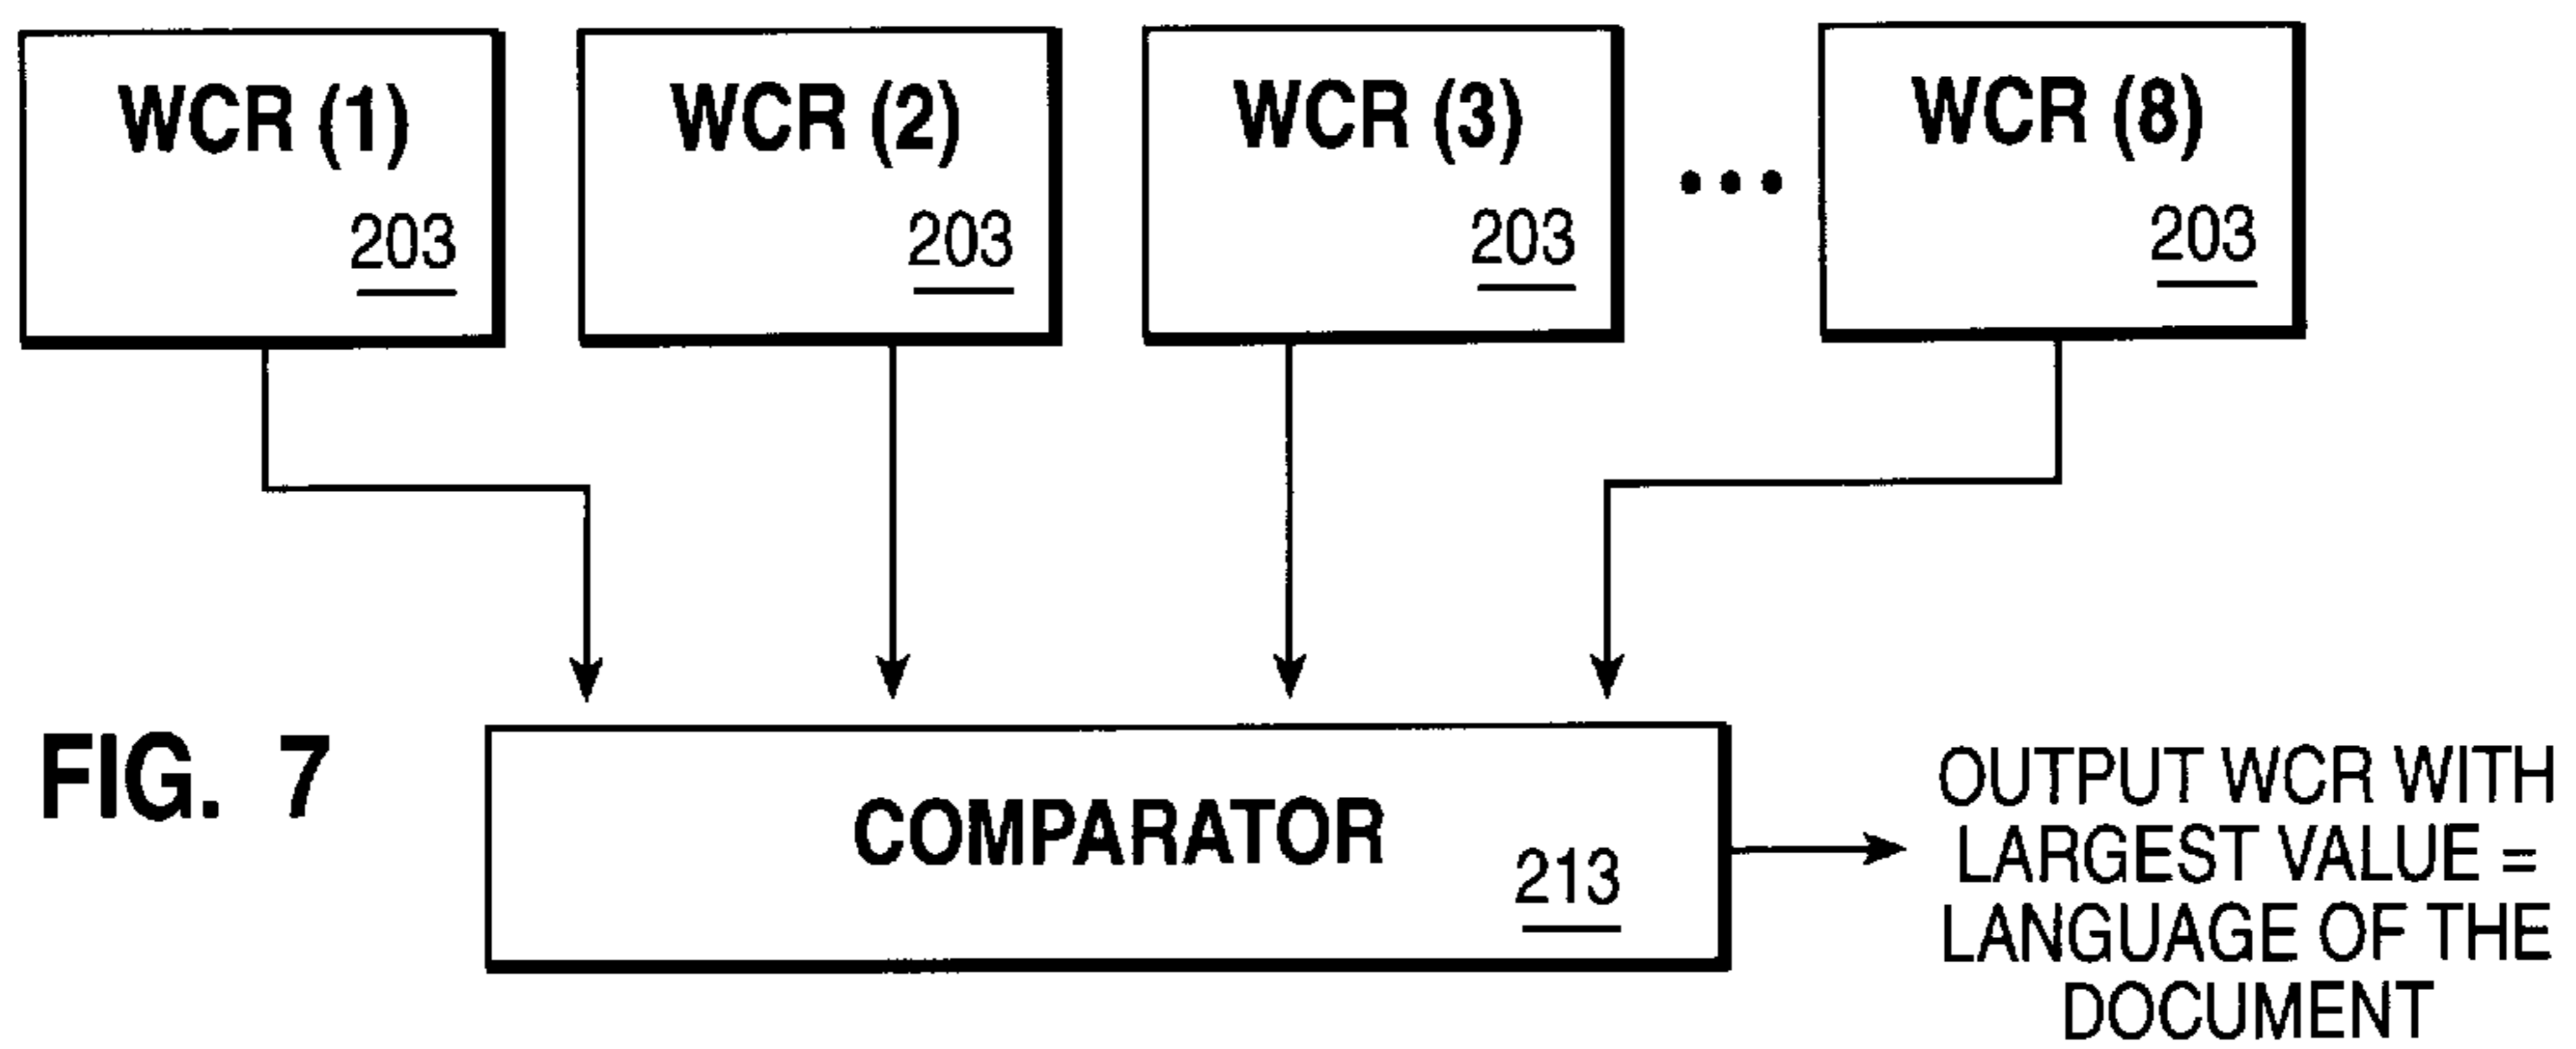 WCR (1)
203
WCR (2)
203
WCR (3)
203
•••
WCR (8)
203
FIG. 7
COMPARATOR
213
OUTPUT WCR WITH
LARGEST VALUE =
LANGUAGE OF THE
DOCUMENT